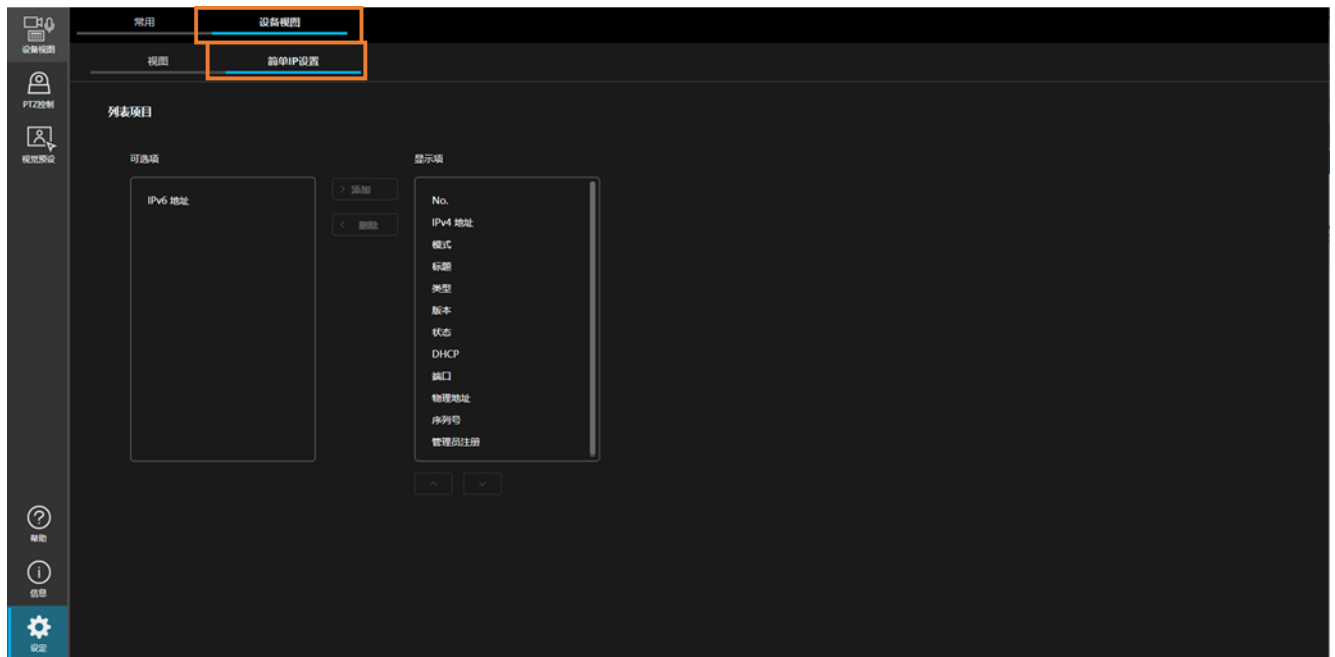 常用
设备视图
视图
简单IP设置
设备视图
PTZ控制
视觉预设
帮助
信息
设定
列表项目
可选项
IPv6 地址
> 添加
< 删除
显示项
No.
IPv4 地址
模式
标题
类型
版本
状态
DHCP
端口
物理地址
序列号
管理员注册